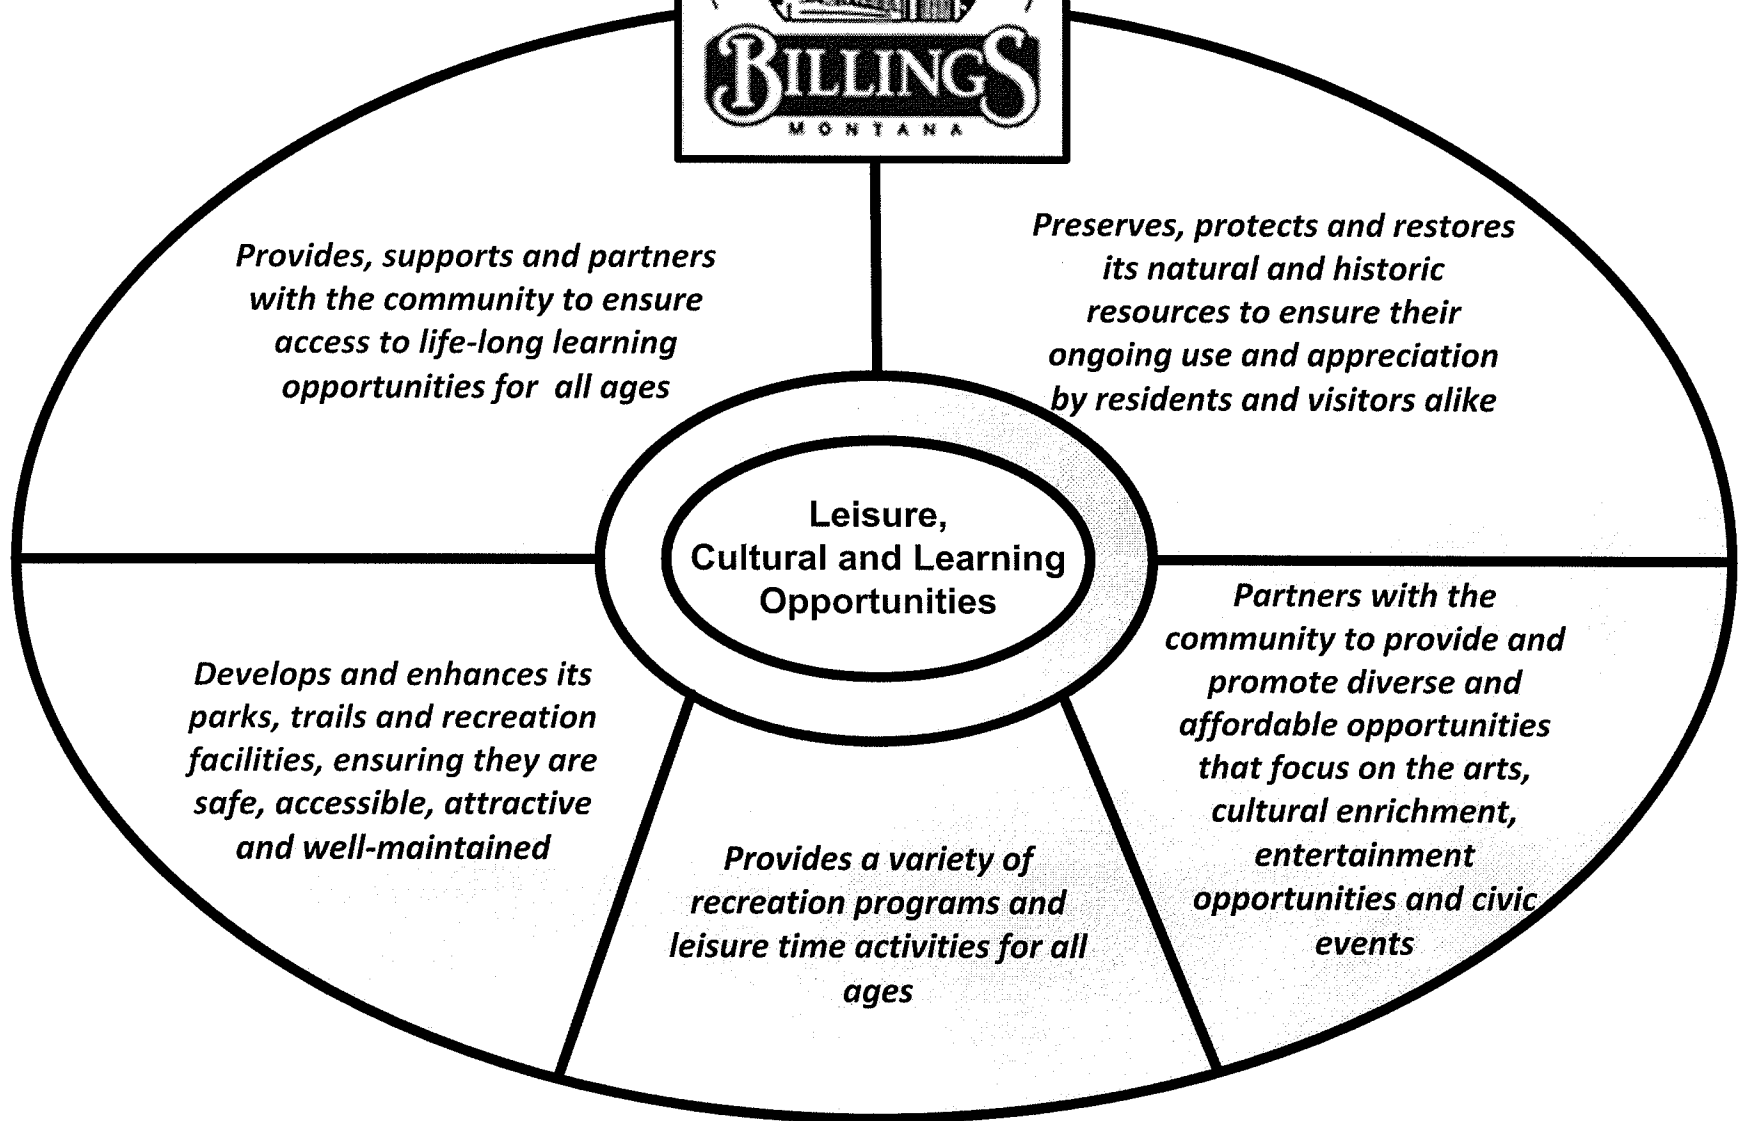 BILLINGS
MONTANA
Provides, supports and partners
with the community to ensure
access to life-long learning
opportunities for all ages
Preserves, protects and restores
its natural and historic
resources to ensure their
ongoing use and appreciation
by residents and visitors alike
Leisure,
Cultural and Learning
Opportunities
Develops and enhances its
parks, trails and recreation
facilities, ensuring they are
safe, accessible, attractive
and well-maintained
Provides a variety of
recreation programs and
leisure time activities for all
ages
Partners with the
community to provide and
promote diverse and
affordable opportunities
that focus on the arts,
cultural enrichment,
entertainment
opportunities and civic
events